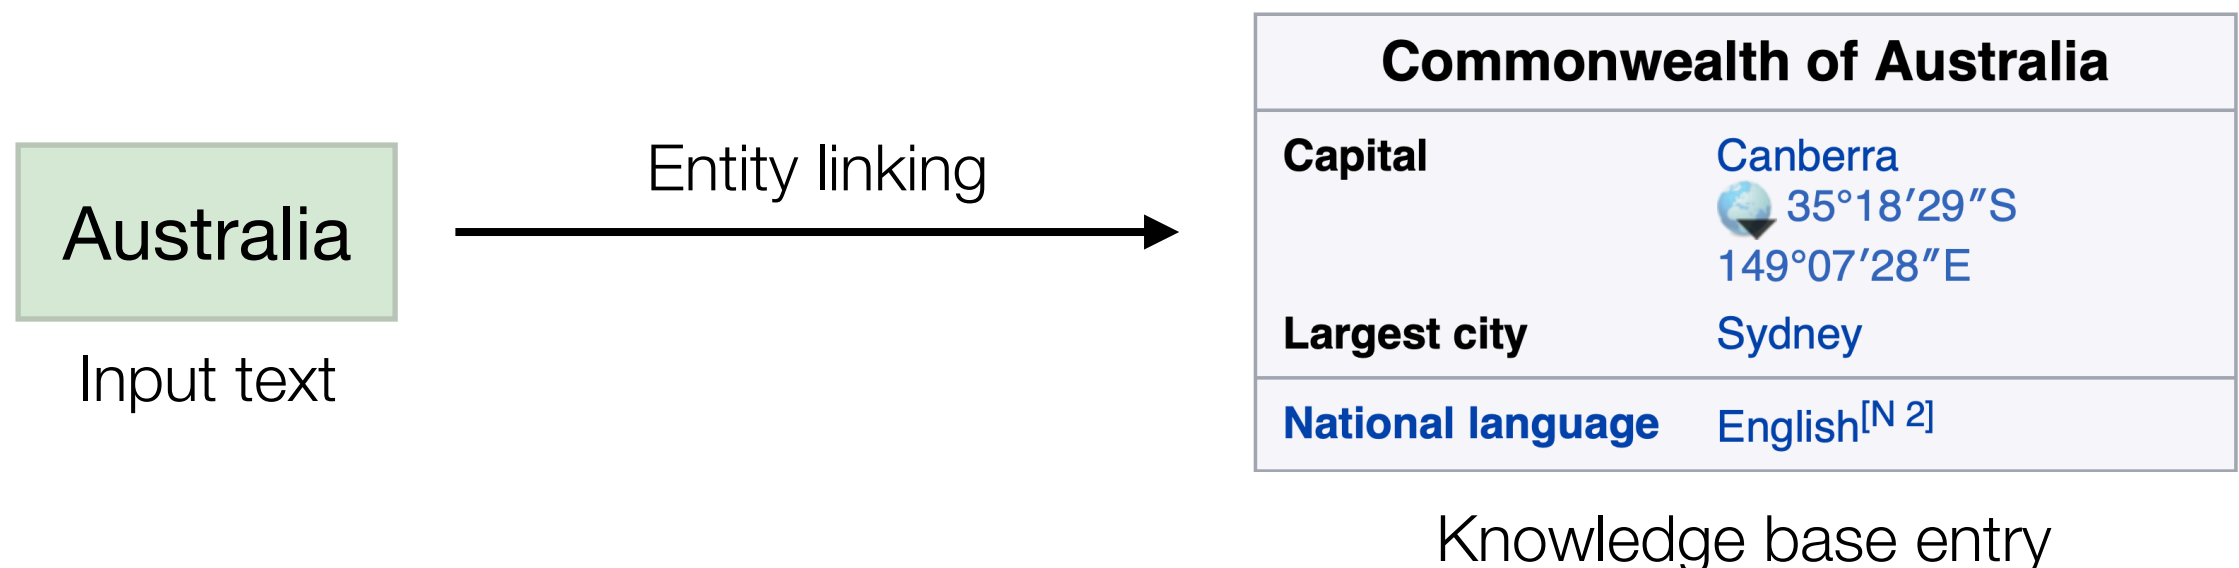 Australia
Input text
Entity linking
Commonwealth of Australia
Capital Canberra
35°18′29″S
149°07′28″E
Largest city Sydney
National language English[N 2]
Knowledge base entry